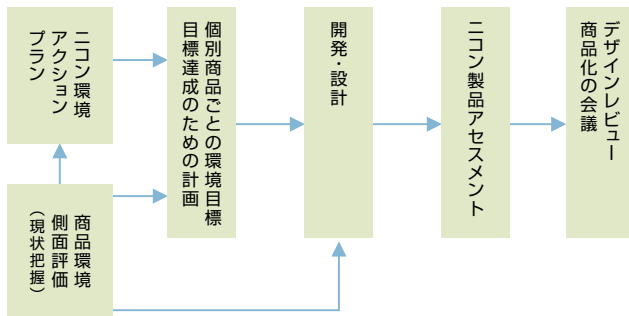 ニコン環境
アクション
プラン
商品環境
側面評価
（現状把握）
個別商品ごとの環境目標
目標達成のための計画
開発・設計
ニコン製品アセスメント
デザインレビュー
商品化の会議